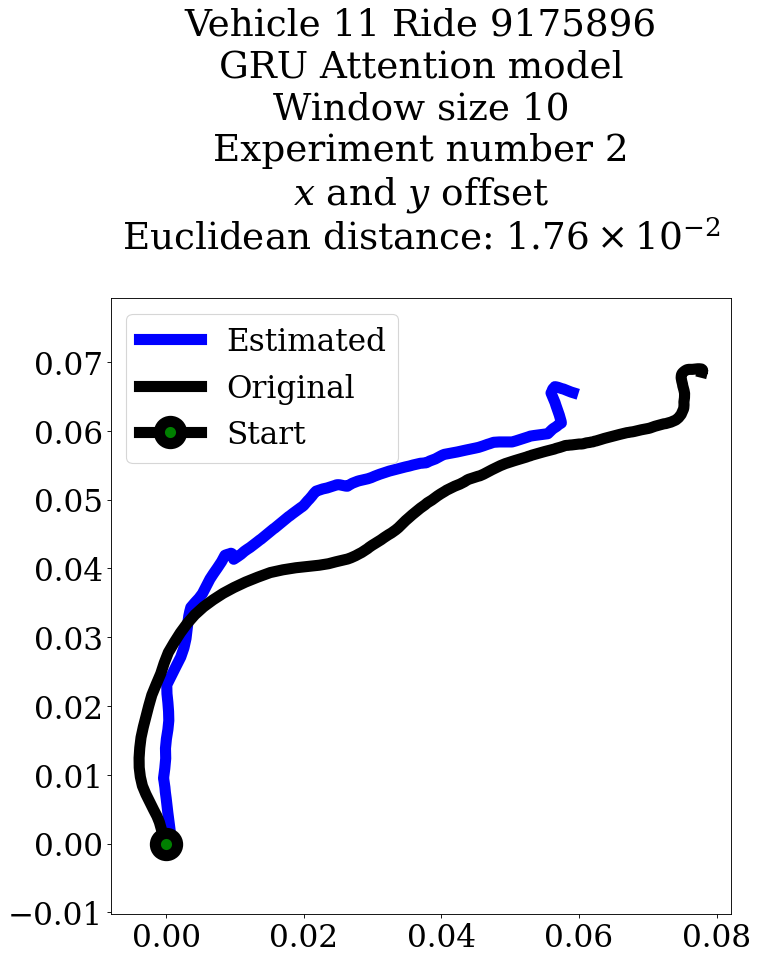 Vehicle 11 Ride 9175896
GRU Attention model
Window size 10
Experiment number 2
x and y offset
Euclidean distance: 1.76 × 10⁻²
Estimated
Original
Start
0.07
0.06
0.05
0.04
0.03
0.02
0.01
0.00
−0.01
0.00 0.02 0.04 0.06 0.08